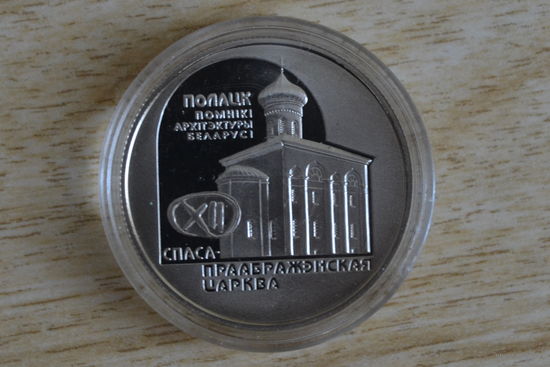 ПОЛАЦК
ПОМНІКІ
АРХІТЭКТУРЫ
БЕЛАРУСІ
XII
СПАСА-
ПРААБРАЖЭНСКАЯ
ЦАРКВА